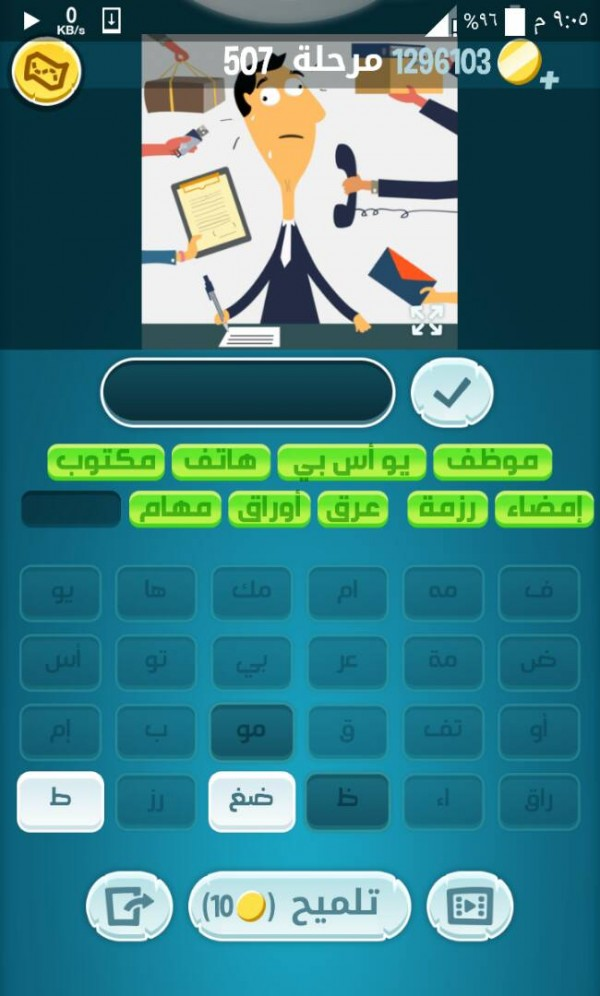 0 KB/s %٩٦ ٩:٠٥ م
507 مرحلة 1296103
موظف يو أس بي هاتف مكتوب
إمضاء رزمة عرق أوراق مهام
ف مه ام مك ها يو
ض مة عر بي تو أس
أو تف ق مو ب إم
راق اء ظ ضغ رز ط
تلميح (10)